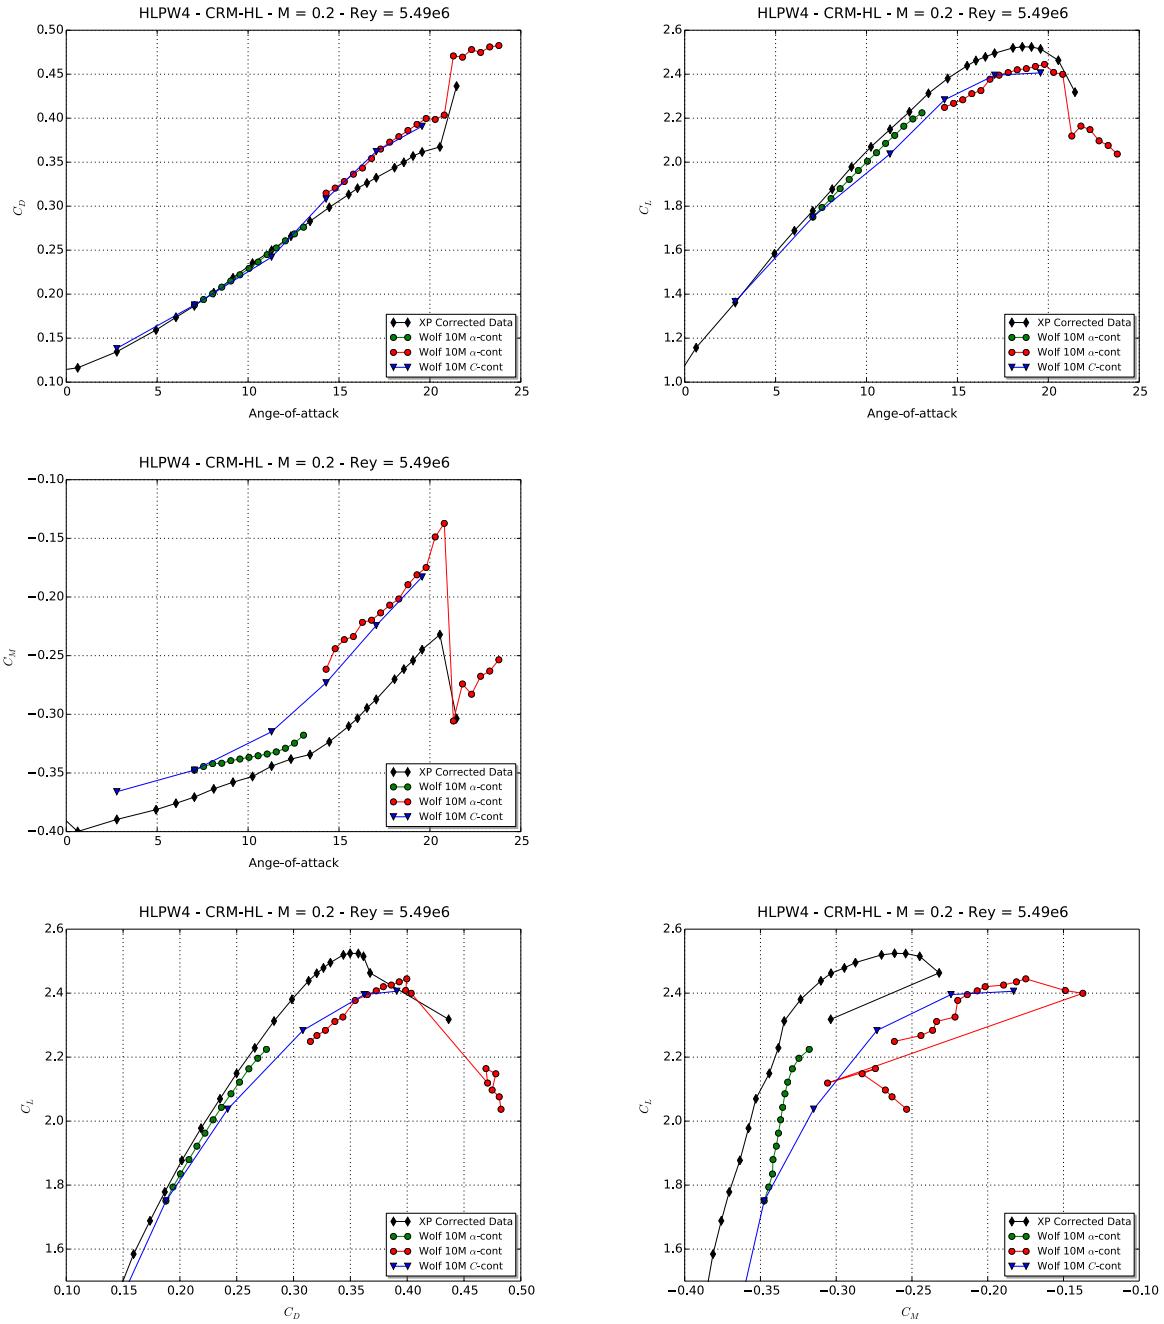 HLPW4 - CRM-HL - M = 0.2 - Rey = 5.49e6
0.50
0.45
0.40
0.35
0.30
0.25
0.20
0.15
0.10
C_D
0 5 10 15 20 25
Ange-of-attack
XP Corrected Data
Wolf 10M α-cont
Wolf 10M α-cont
Wolf 10M C-cont
HLPW4 - CRM-HL - M = 0.2 - Rey = 5.49e6
2.6
2.4
2.2
2.0
1.8
1.6
1.4
1.2
1.0
C_L
0 5 10 15 20 25
Ange-of-attack
XP Corrected Data
Wolf 10M α-cont
Wolf 10M α-cont
Wolf 10M C-cont
HLPW4 - CRM-HL - M = 0.2 - Rey = 5.49e6
−0.10
−0.15
−0.20
−0.25
−0.30
−0.35
−0.40
C_M
0 5 10 15 20 25
Ange-of-attack
XP Corrected Data
Wolf 10M α-cont
Wolf 10M α-cont
Wolf 10M C-cont
HLPW4 - CRM-HL - M = 0.2 - Rey = 5.49e6
2.6
2.4
2.2
2.0
1.8
1.6
C_L
0.10 0.15 0.20 0.25 0.30 0.35 0.40 0.45 0.50
C_D
XP Corrected Data
Wolf 10M α-cont
Wolf 10M α-cont
Wolf 10M C-cont
HLPW4 - CRM-HL - M = 0.2 - Rey = 5.49e6
2.6
2.4
2.2
2.0
1.8
1.6
C_L
−0.40 −0.35 −0.30 −0.25 −0.20 −0.15 −0.10
C_M
XP Corrected Data
Wolf 10M α-cont
Wolf 10M α-cont
Wolf 10M C-cont